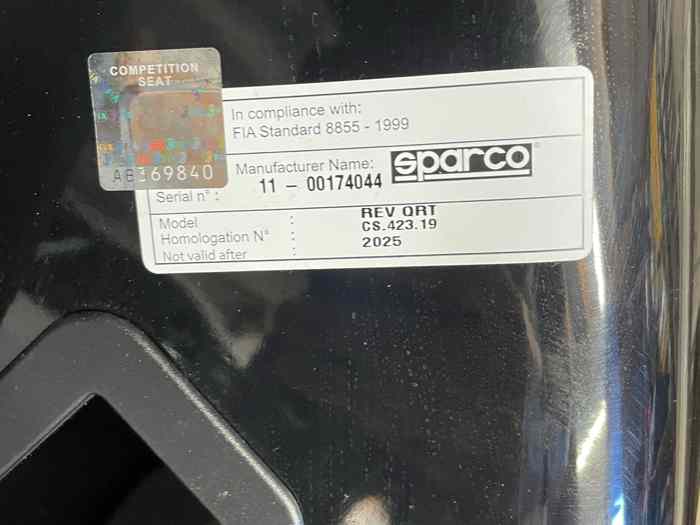 COMPETITION
SEAT
AB369840
In compliance with:
FIA Standard 8855 - 1999
Manufacturer Name: sparco
Serial n° : 11 - 00174044
Model : REV QRT
Homologation N° : CS.423.19
Not valid after : 2025